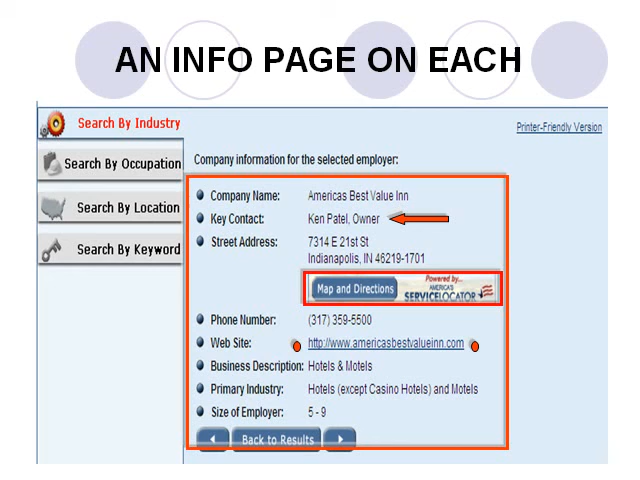 AN INFO PAGE ON EACH
Search By Industry
Printer-Friendly Version
Search By Occupation
Company information for the selected employer:
Company Name: Americas Best Value Inn
Search By Location
Key Contact: Ken Patel, Owner
Street Address: 7314 E 21st St
Indianapolis, IN 46219-1701
Search By Keyword
Map and Directions
Powered by...
AMERICA'S
SERVICELOCATOR
Phone Number: (317) 359-5500
Web Site: http://www.americasbestvalueinn.com
Business Description: Hotels & Motels
Primary Industry: Hotels (except Casino Hotels) and Motels
Size of Employer: 5 - 9
Back to Results